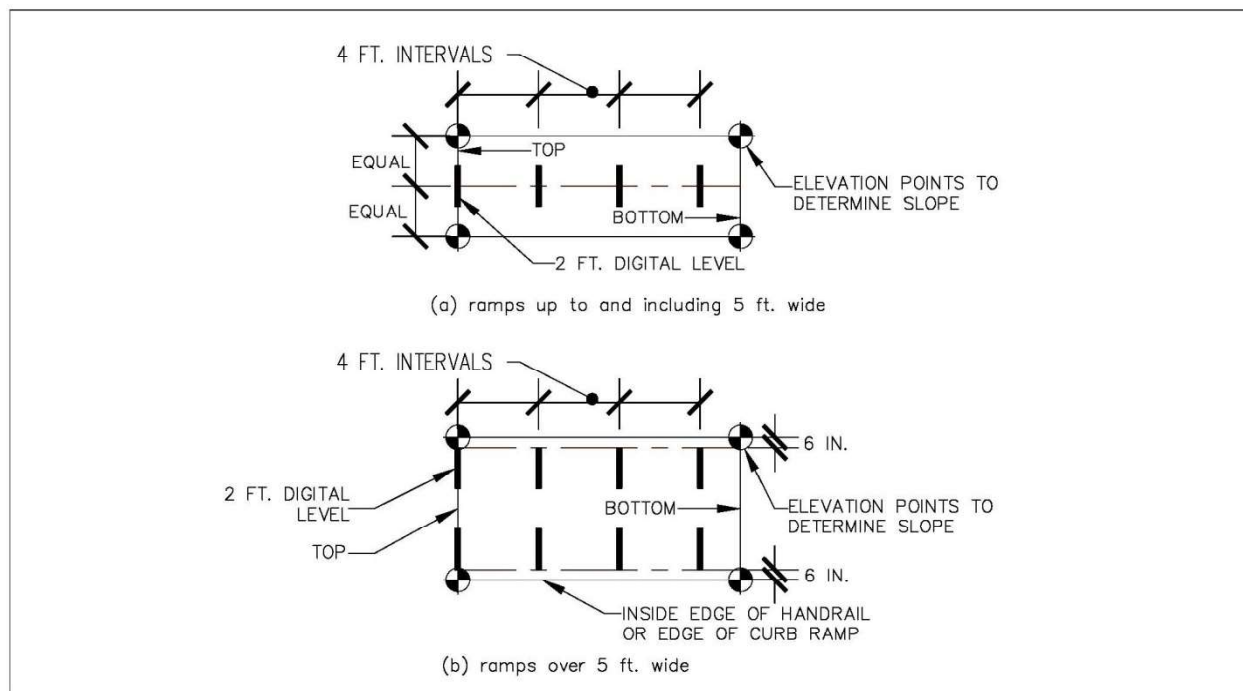 4 FT. INTERVALS
TOP
EQUAL
ELEVATION POINTS TO
DETERMINE SLOPE
EQUAL
BOTTOM
2 FT. DIGITAL LEVEL
(a) ramps up to and including 5 ft. wide
4 FT. INTERVALS
6 IN.
2 FT. DIGITAL
LEVEL
BOTTOM
ELEVATION POINTS TO
DETERMINE SLOPE
TOP
6 IN.
INSIDE EDGE OF HANDRAIL
OR EDGE OF CURB RAMP
(b) ramps over 5 ft. wide